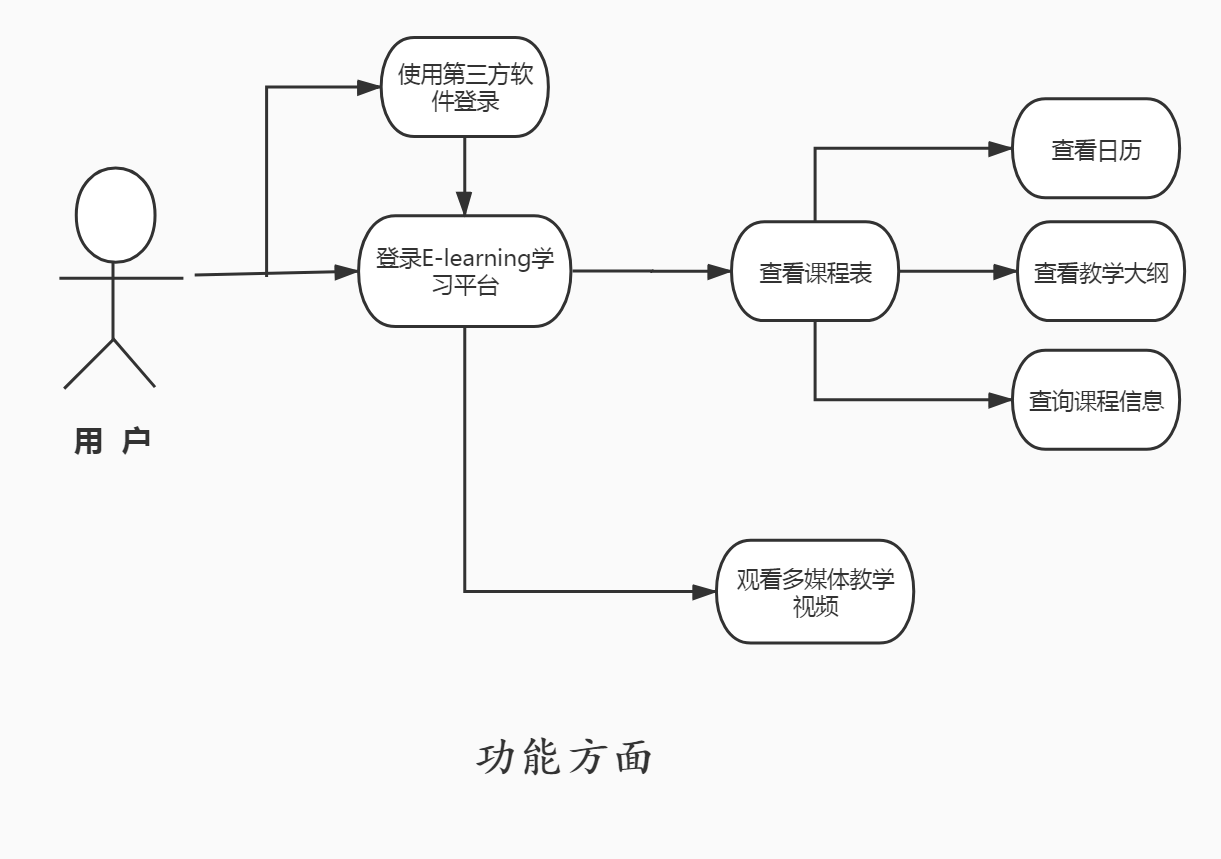 使用第三方软
件登录
查看日历
登录E-learning学
习平台
查看课程表
查看教学大纲
查询课程信息
用 户
观看多媒体教学
视频
功能方面